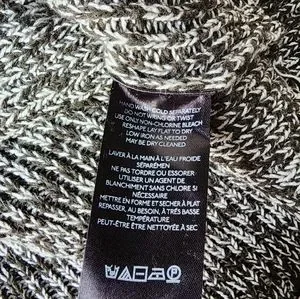 HAND WASH COLD SEPARATELY
DO NOT WRING OR TWIST
USE ONLY NON-CHLORINE BLEACH
RESHAPE LAY FLAT TO DRY
LOW IRON AS NEEDED
MAY BE DRY CLEANED
LAVER À LA MAIN À L'EAU FROIDE
SÉPARÉMEN
NE PAS TORDRE OU ESSORER
UTILISER UN AGENT DE
BLANCHIMENT SANS CHLORE SI
NÉCESSAIRE
METTRE EN FORME ET SÉCHER À PLAT
REPASSER, AU BESOIN, À TRÈS BASSE
TEMPÉRATURE
PEUT-ÊTRE ÊTRE NETTOYÉE À SEC